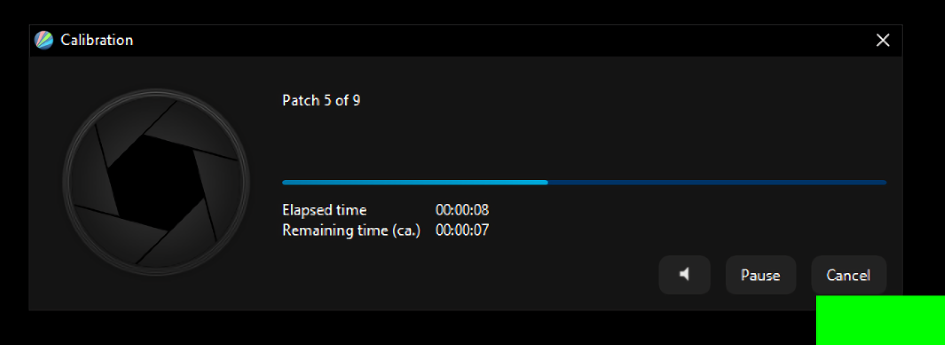 Calibration
Patch 5 of 9
Elapsed time 00:00:08
Remaining time (ca.) 00:00:07
Pause Cancel